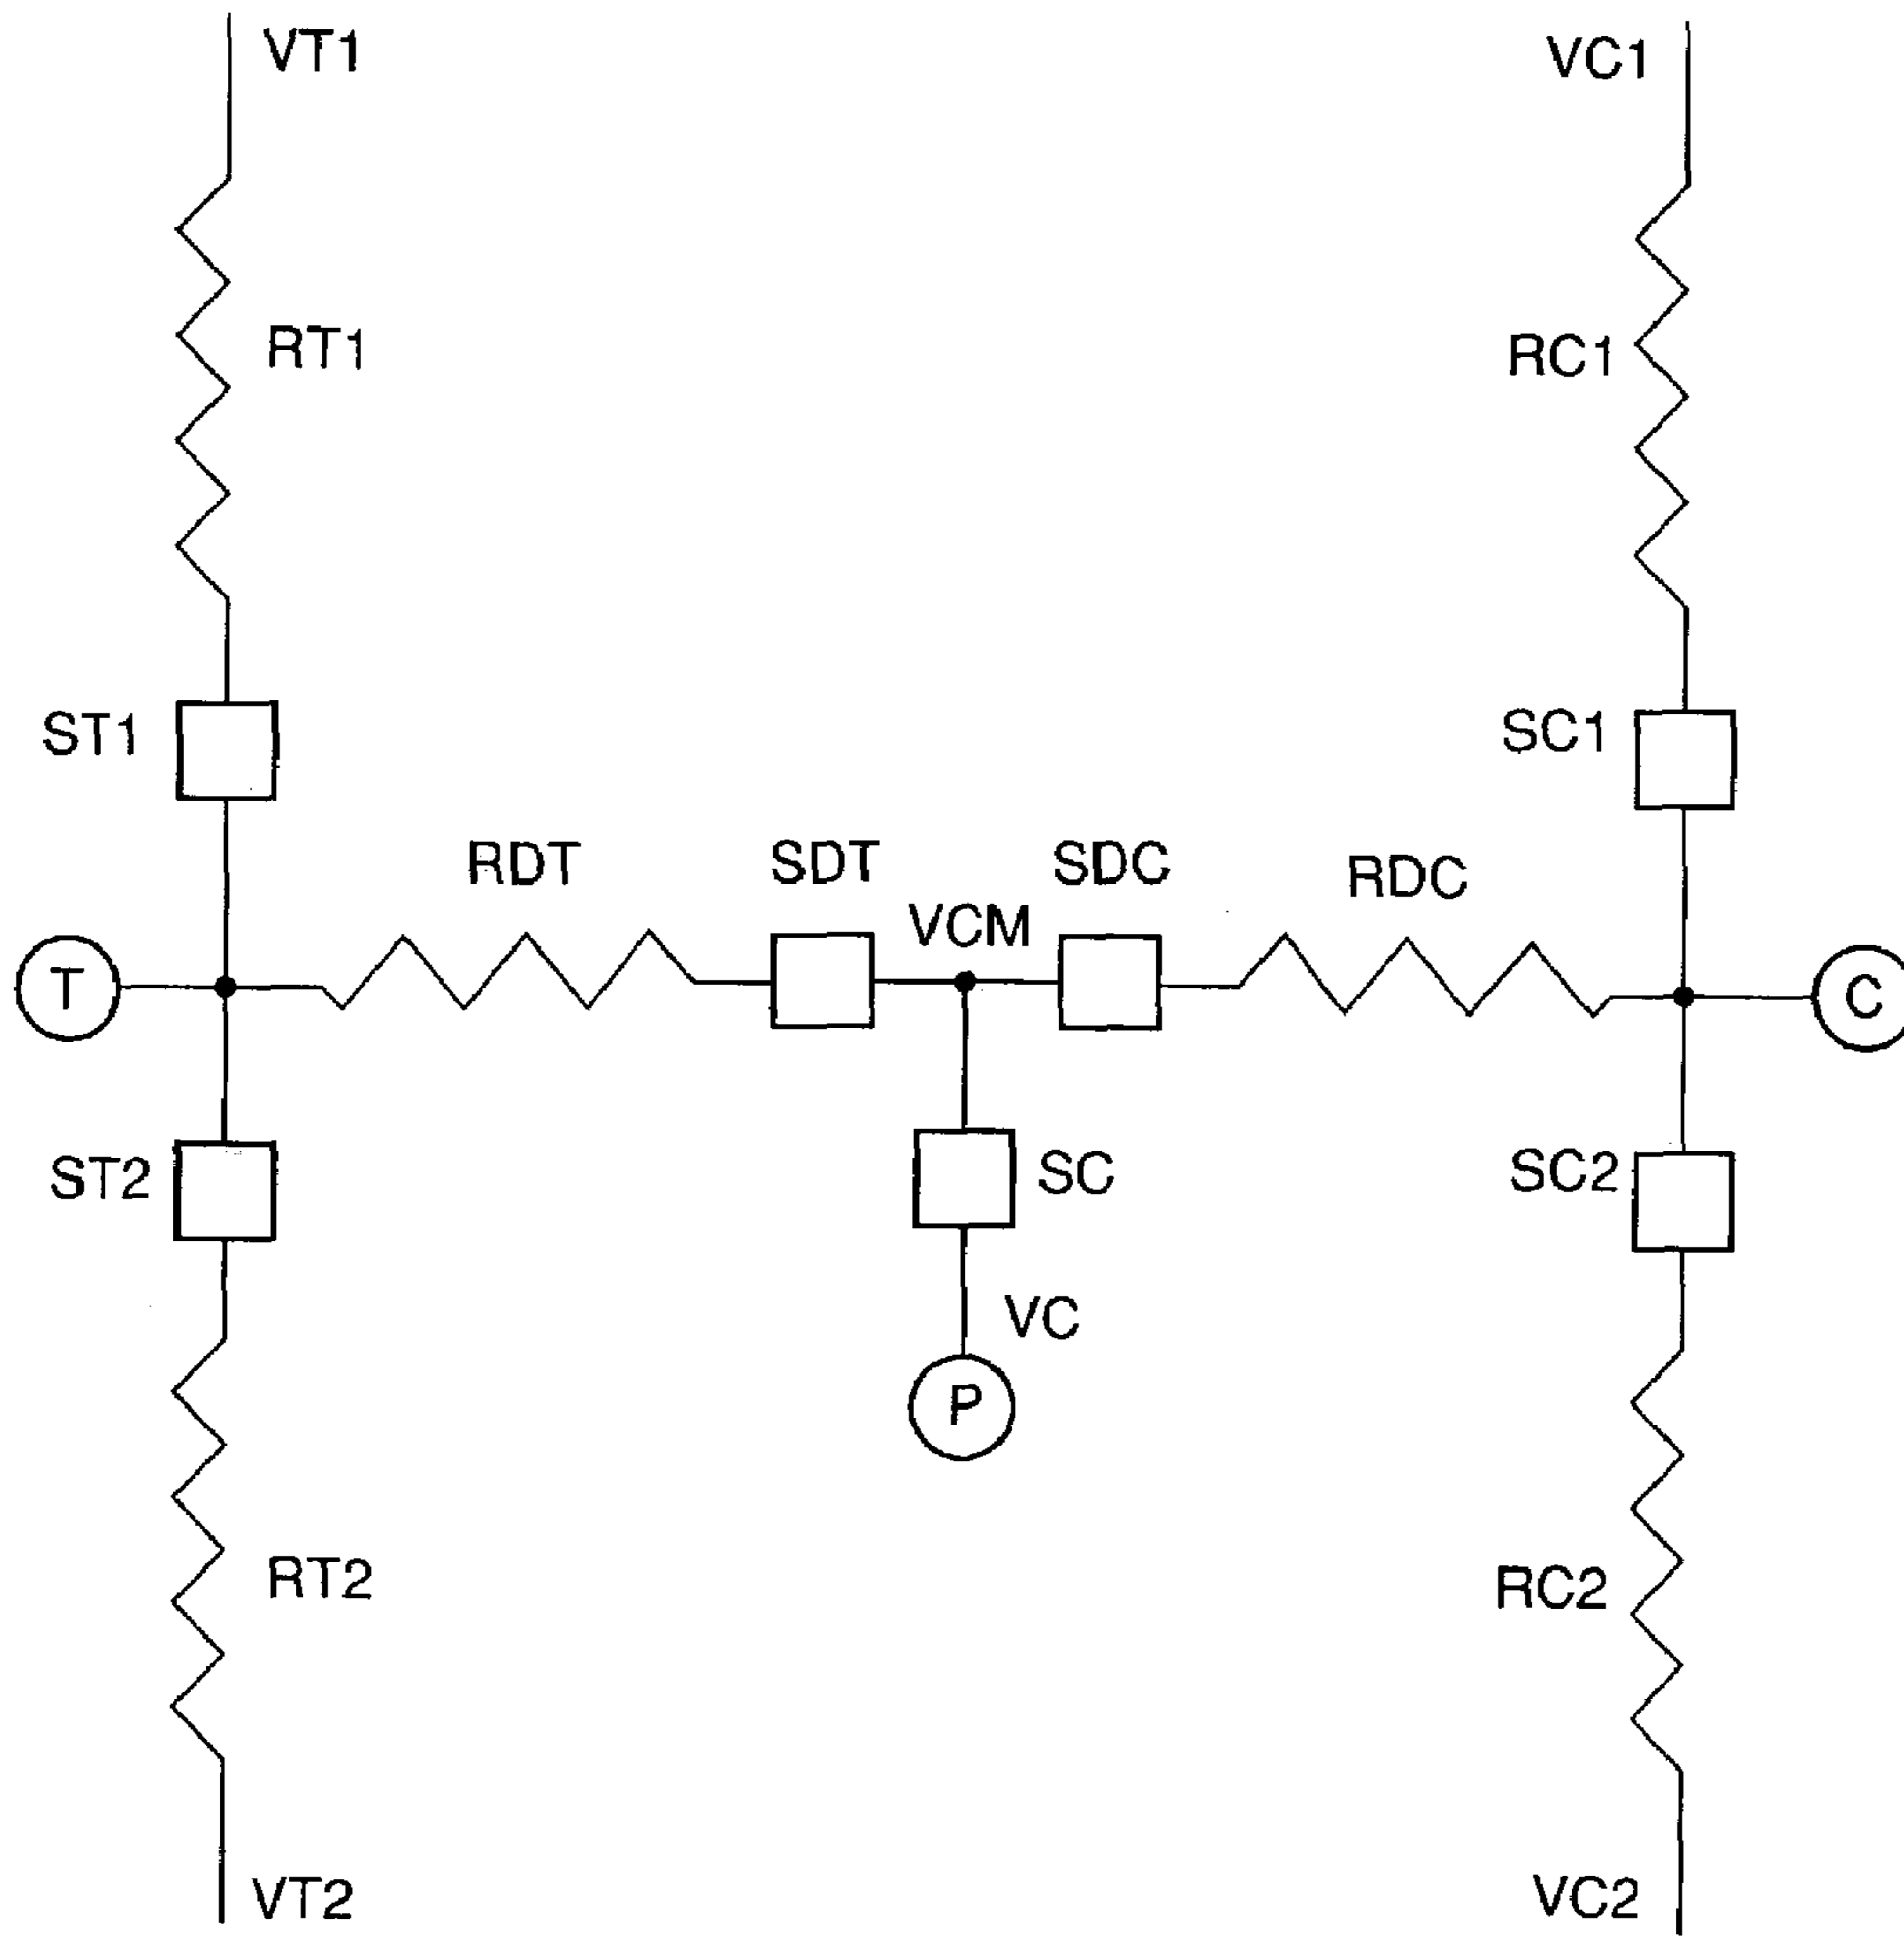 VT1
VC1
RT1
RC1
ST1
SC1
RDT
SDT
SDC
RDC
VCM
T
C
ST2
SC
SC2
VC
P
RT2
RC2
VT2
VC2